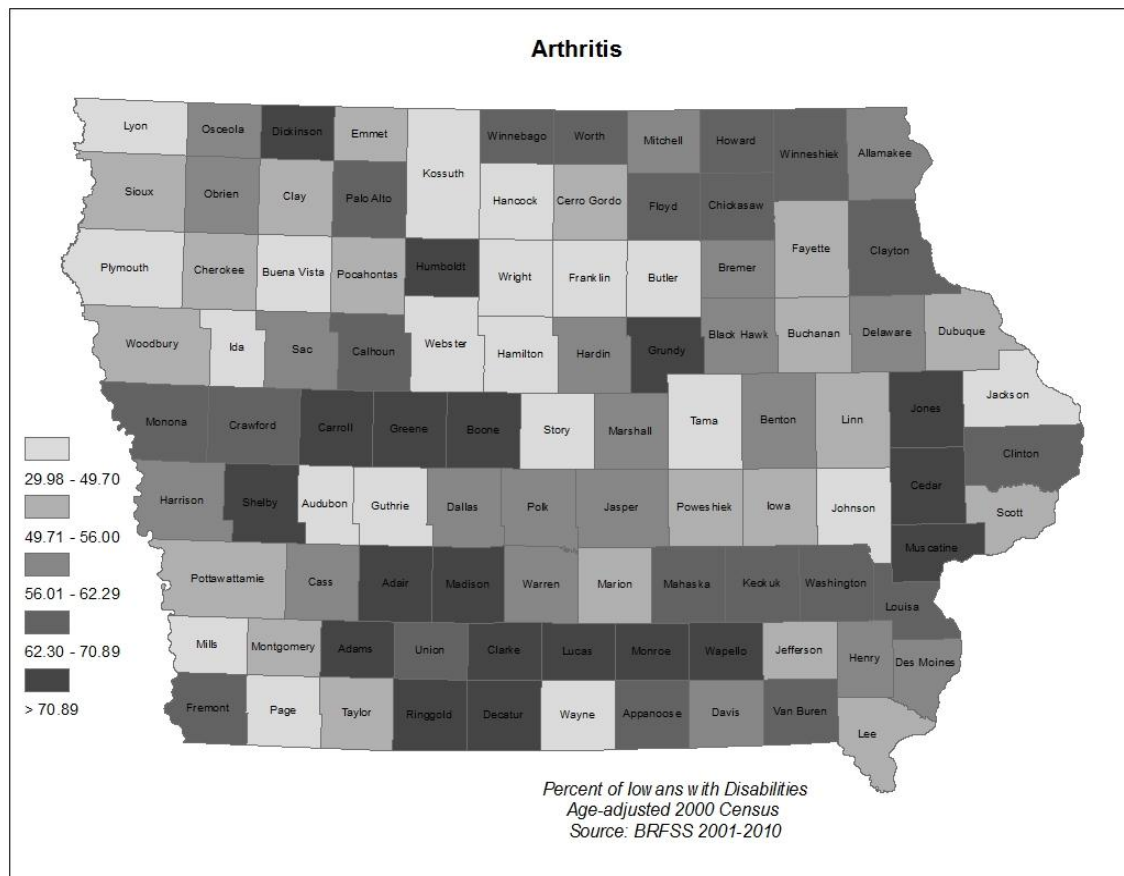 Arthritis
Lyon
Osceola
Dickinson
Emmet
Kossuth
Winnebago
Worth
Mitchell
Howard
Winneshiek
Allamakee
Sioux
Obrien
Clay
Palo Alto
Hancock
Cerro Gordo
Floyd
Chickasaw
Fayette
Clayton
Plymouth
Cherokee
Buena Vista
Pocahontas
Humboldt
Wright
Franklin
Butler
Bremer
Woodbury
Ida
Sac
Calhoun
Webster
Hamilton
Hardin
Grundy
Black Hawk
Buchanan
Delaware
Dubuque
Monona
Crawford
Carroll
Greene
Boone
Story
Marshall
Tama
Benton
Linn
Jones
Jackson
Clinton
Harrison
Shelby
Audubon
Guthrie
Dallas
Polk
Jasper
Poweshiek
Iowa
Johnson
Cedar
Scott
Muscatine
Pottawattamie
Cass
Adair
Madison
Warren
Marion
Mahaska
Keokuk
Washington
Louisa
Mills
Montgomery
Adams
Union
Clarke
Lucas
Monroe
Wapello
Jefferson
Henry
Des Moines
Fremont
Page
Taylor
Ringgold
Decatur
Wayne
Appanoose
Davis
Van Buren
Lee
29.98 - 49.70
49.71 - 56.00
56.01 - 62.29
62.30 - 70.89
> 70.89
Percent of Iowans with Disabilities
Age-adjusted 2000 Census
Source: BRFSS 2001-2010